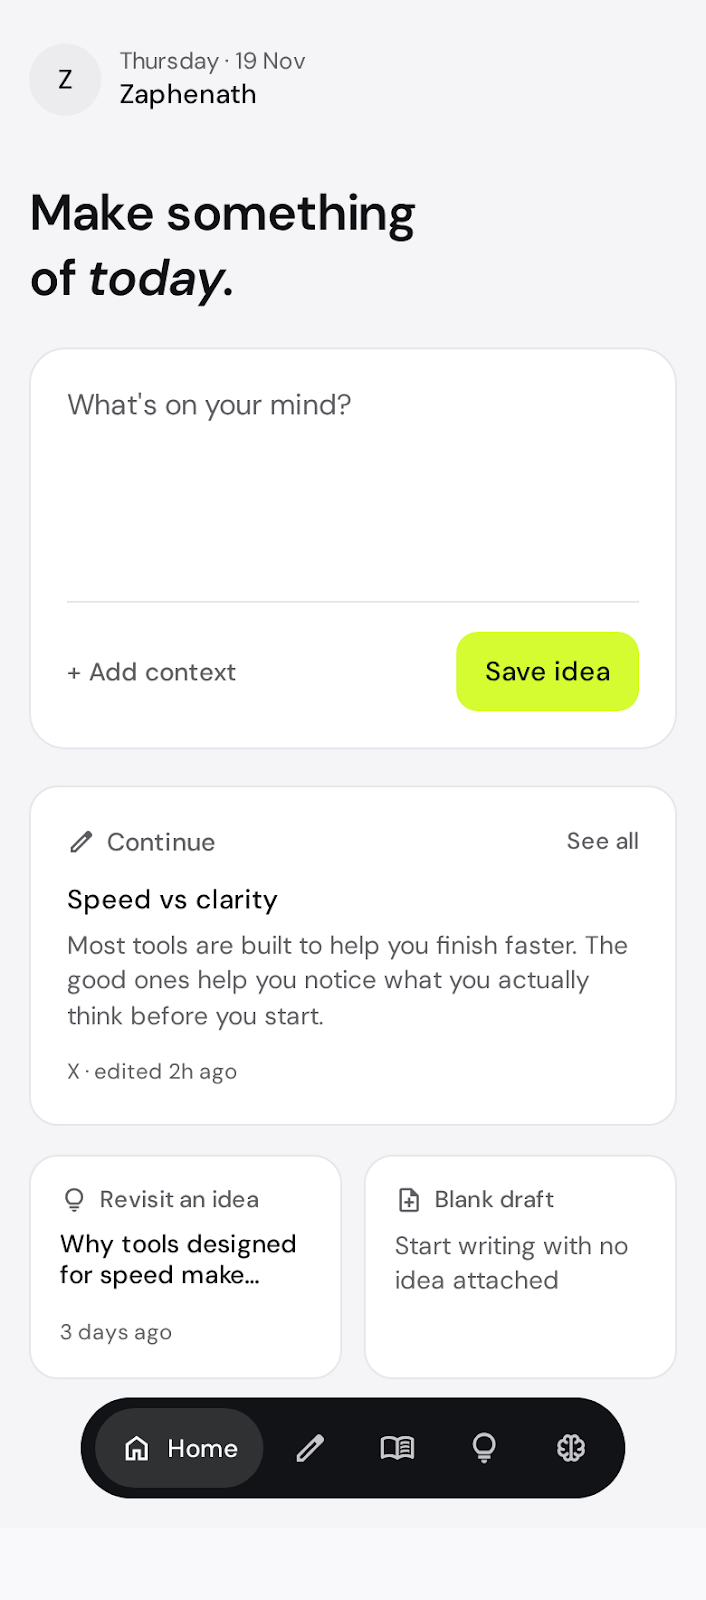 Z
Thursday · 19 Nov
Zaphenath
Make something
of today.
What's on your mind?
+ Add context
Save idea
Continue
See all
Speed vs clarity
Most tools are built to help you finish faster. The
good ones help you notice what you actually
think before you start.
X · edited 2h ago
Revisit an idea
Why tools designed
for speed make...
3 days ago
Blank draft
Start writing with no
idea attached
Home